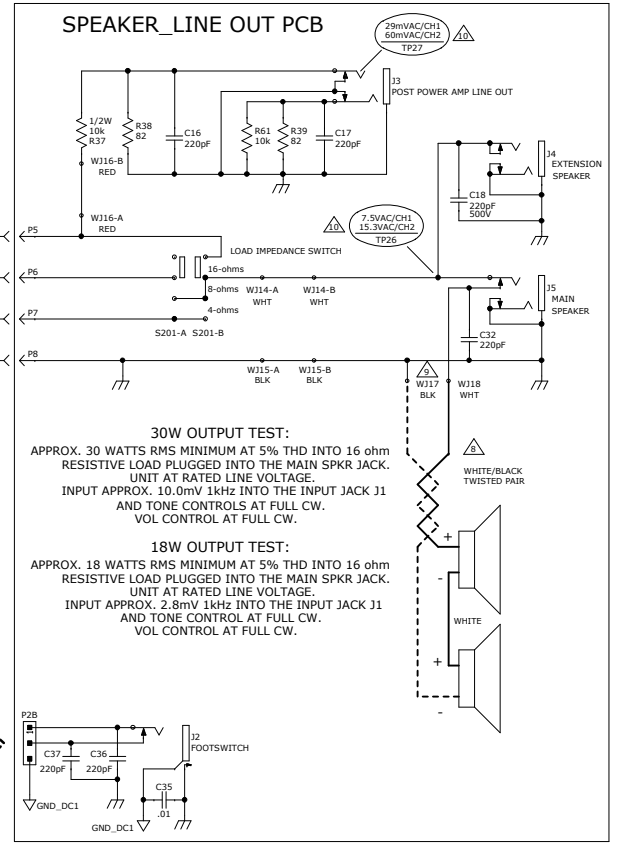 SPEAKER_LINE OUT PCB
29mVAC/CH1
60mVAC/CH2
TP27
10
J3
POST POWER AMP LINE OUT
1/2W
10k
R37
R38
82
C16
220pF
R61
10k
R39
82
C17
220pF
WJ16-B
RED
J4
EXTENSION
SPEAKER
C18
220pF
500V
WJ16-A
RED
P5
10
7.5VAC/CH1
15.3VAC/CH2
TP26
LOAD IMPEDANCE SWITCH
P6
16-ohms
8-ohms
4-ohms
WJ14-A
WHT
WJ14-B
WHT
J5
MAIN
SPEAKER
P7
S201-A S201-B
C32
220pF
P8
WJ15-A
BLK
WJ15-B
BLK
9
WJ17
BLK
WJ18
WHT
30W OUTPUT TEST:
APPROX. 30 WATTS RMS MINIMUM AT 5% THD INTO 16 ohm
RESISTIVE LOAD PLUGGED INTO THE MAIN SPKR JACK.
UNIT AT RATED LINE VOLTAGE.
INPUT APPROX. 10.0mV 1kHz INTO THE INPUT JACK J1
AND TONE CONTROLS AT FULL CW.
VOL CONTROL AT FULL CW.
8
WHITE/BLACK
TWISTED PAIR
18W OUTPUT TEST:
APPROX. 18 WATTS RMS MINIMUM AT 5% THD INTO 16 ohm
RESISTIVE LOAD PLUGGED INTO THE MAIN SPKR JACK.
UNIT AT RATED LINE VOLTAGE.
INPUT APPROX. 2.8mV 1kHz INTO THE INPUT JACK J1
AND TONE CONTROL AT FULL CW.
VOL CONTROL AT FULL CW.
+
-
WHITE
+
-
P2B
1
J2
FOOTSWITCH
C37
220pF
C36
220pF
C35
.01
GND_DC1
GND_DC1